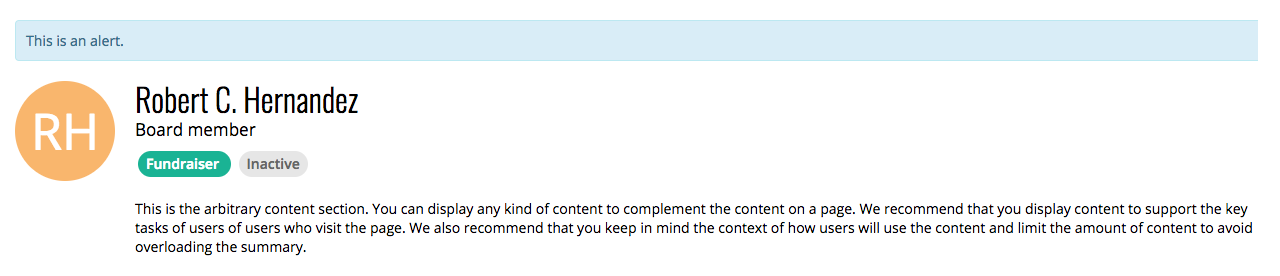 This is an alert.
RH
Robert C. Hernandez
Board member
Fundraiser Inactive
This is the arbitrary content section. You can display any kind of content to complement the content on a page. We recommend that you display content to support the key
tasks of users of users who visit the page. We also recommend that you keep in mind the context of how users will use the content and limit the amount of content to avoid
overloading the summary.